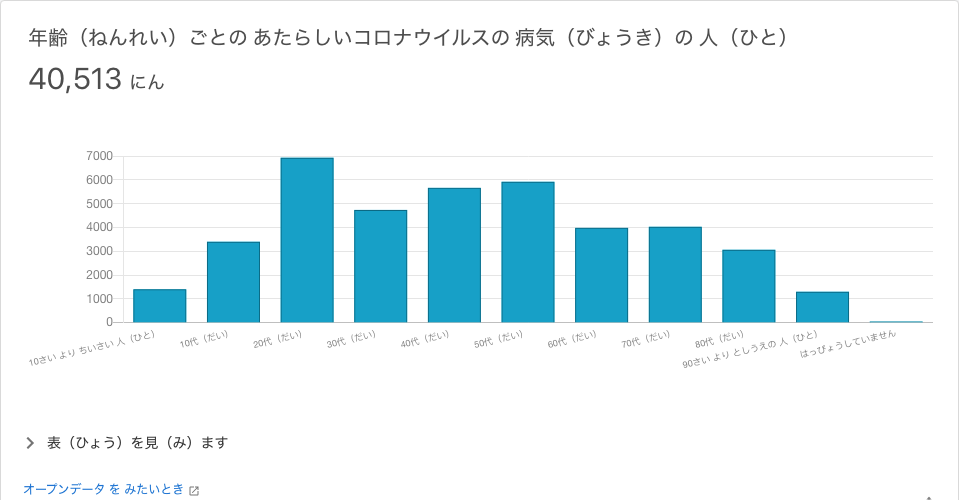 年齢（ねんれい）ごとの あたらしいコロナウイルスの 病気（びょうき）の 人（ひと）
40,513 にん
7000
6000
5000
4000
3000
2000
1000
0
10さい より ちいさい 人（ひと）
10代（だい）
20代（だい）
30代（だい）
40代（だい）
50代（だい）
60代（だい）
70代（だい）
80代（だい）
90さい より としうえの 人（ひと）
はっぴょうしていません
表（ひょう）を見（み）ます
オープンデータ を みたいとき